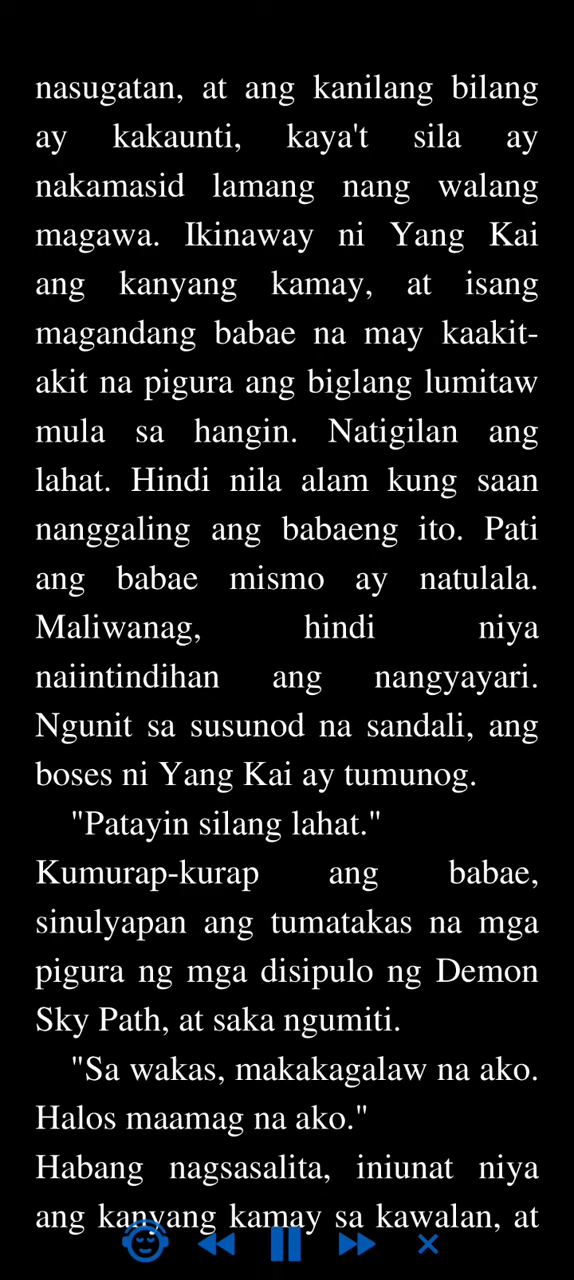 nasugatan, at ang kanilang bilang
ay kakaunti, kaya't sila ay
nakamasid lamang nang walang
magawa. Ikinaway ni Yang Kai
ang kanyang kamay, at isang
magandang babae na may kaakit-
akit na pigura ang biglang lumitaw
mula sa hangin. Natigilan ang
lahat. Hindi nila alam kung saan
nanggaling ang babaeng ito. Pati
ang babae mismo ay natulala.
Maliwanag, hindi niya
naiintindihan ang nangyayari.
Ngunit sa susunod na sandali, ang
boses ni Yang Kai ay tumunog.
"Patayin silang lahat."
Kumurap-kurap ang babae,
sinulyapan ang tumatakas na mga
pigura ng mga disipulo ng Demon
Sky Path, at saka ngumiti.
"Sa wakas, makakagalaw na ako.
Halos maamag na ako."
Habang nagsasalita, iniunat niya
ang kanyang kamay sa kawalan, at